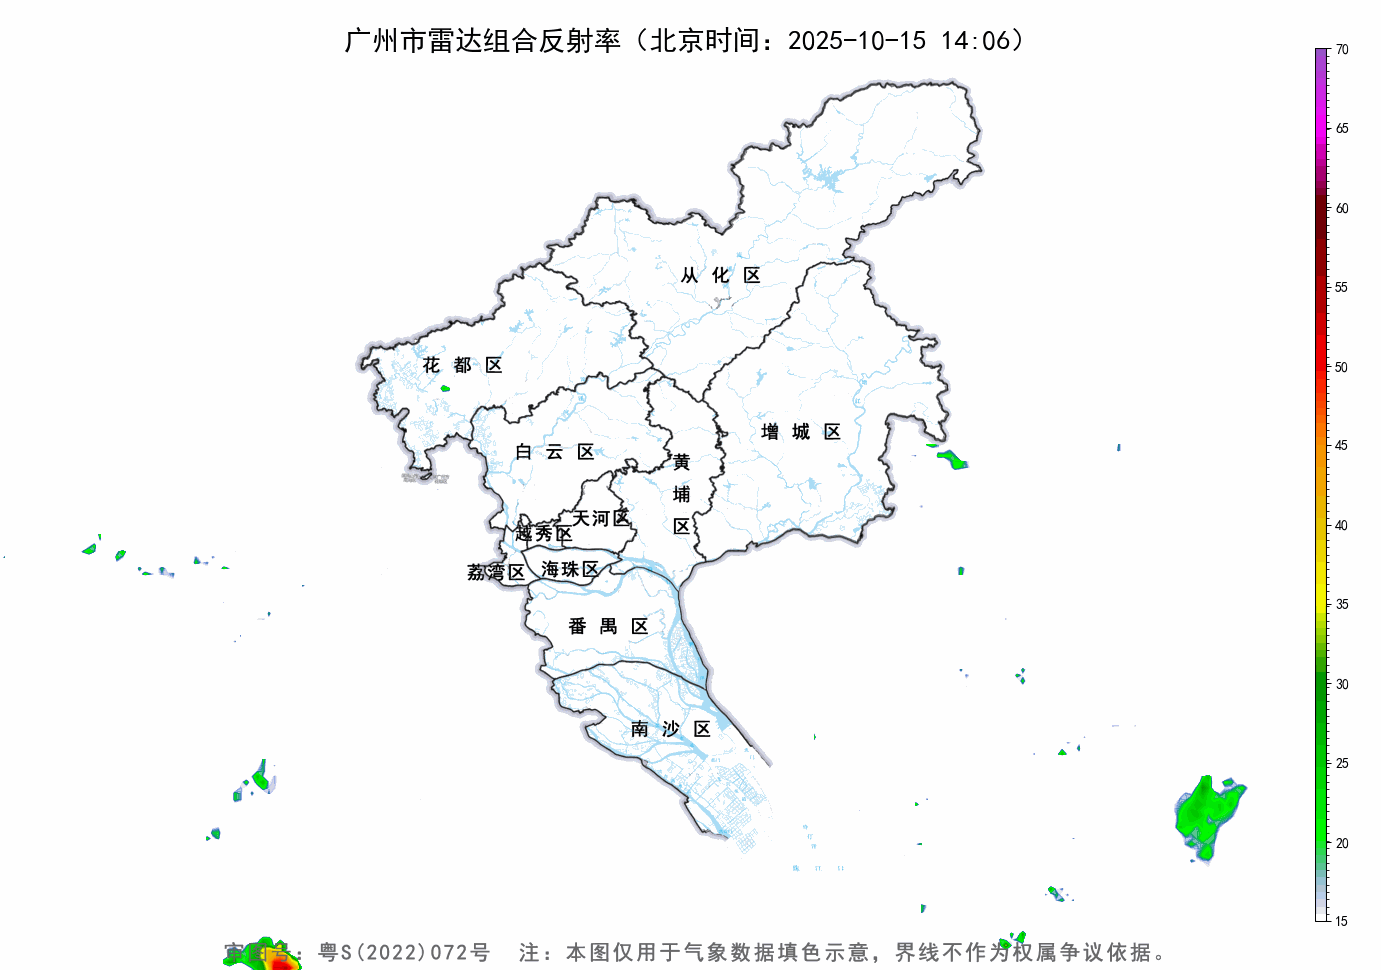 广州市雷达组合反射率（北京时间：2025-10-15 14:06）
70
65
60
55
50
45
40
35
30
25
20
15
从化区
花都区
增城区
白云区
黄埔区
天河区
越秀区
荔湾区
海珠区
番禺区
南沙区
审图号：粤S(2022)072号 注：本图仅用于气象数据填色示意，界线不作为权属争议依据。